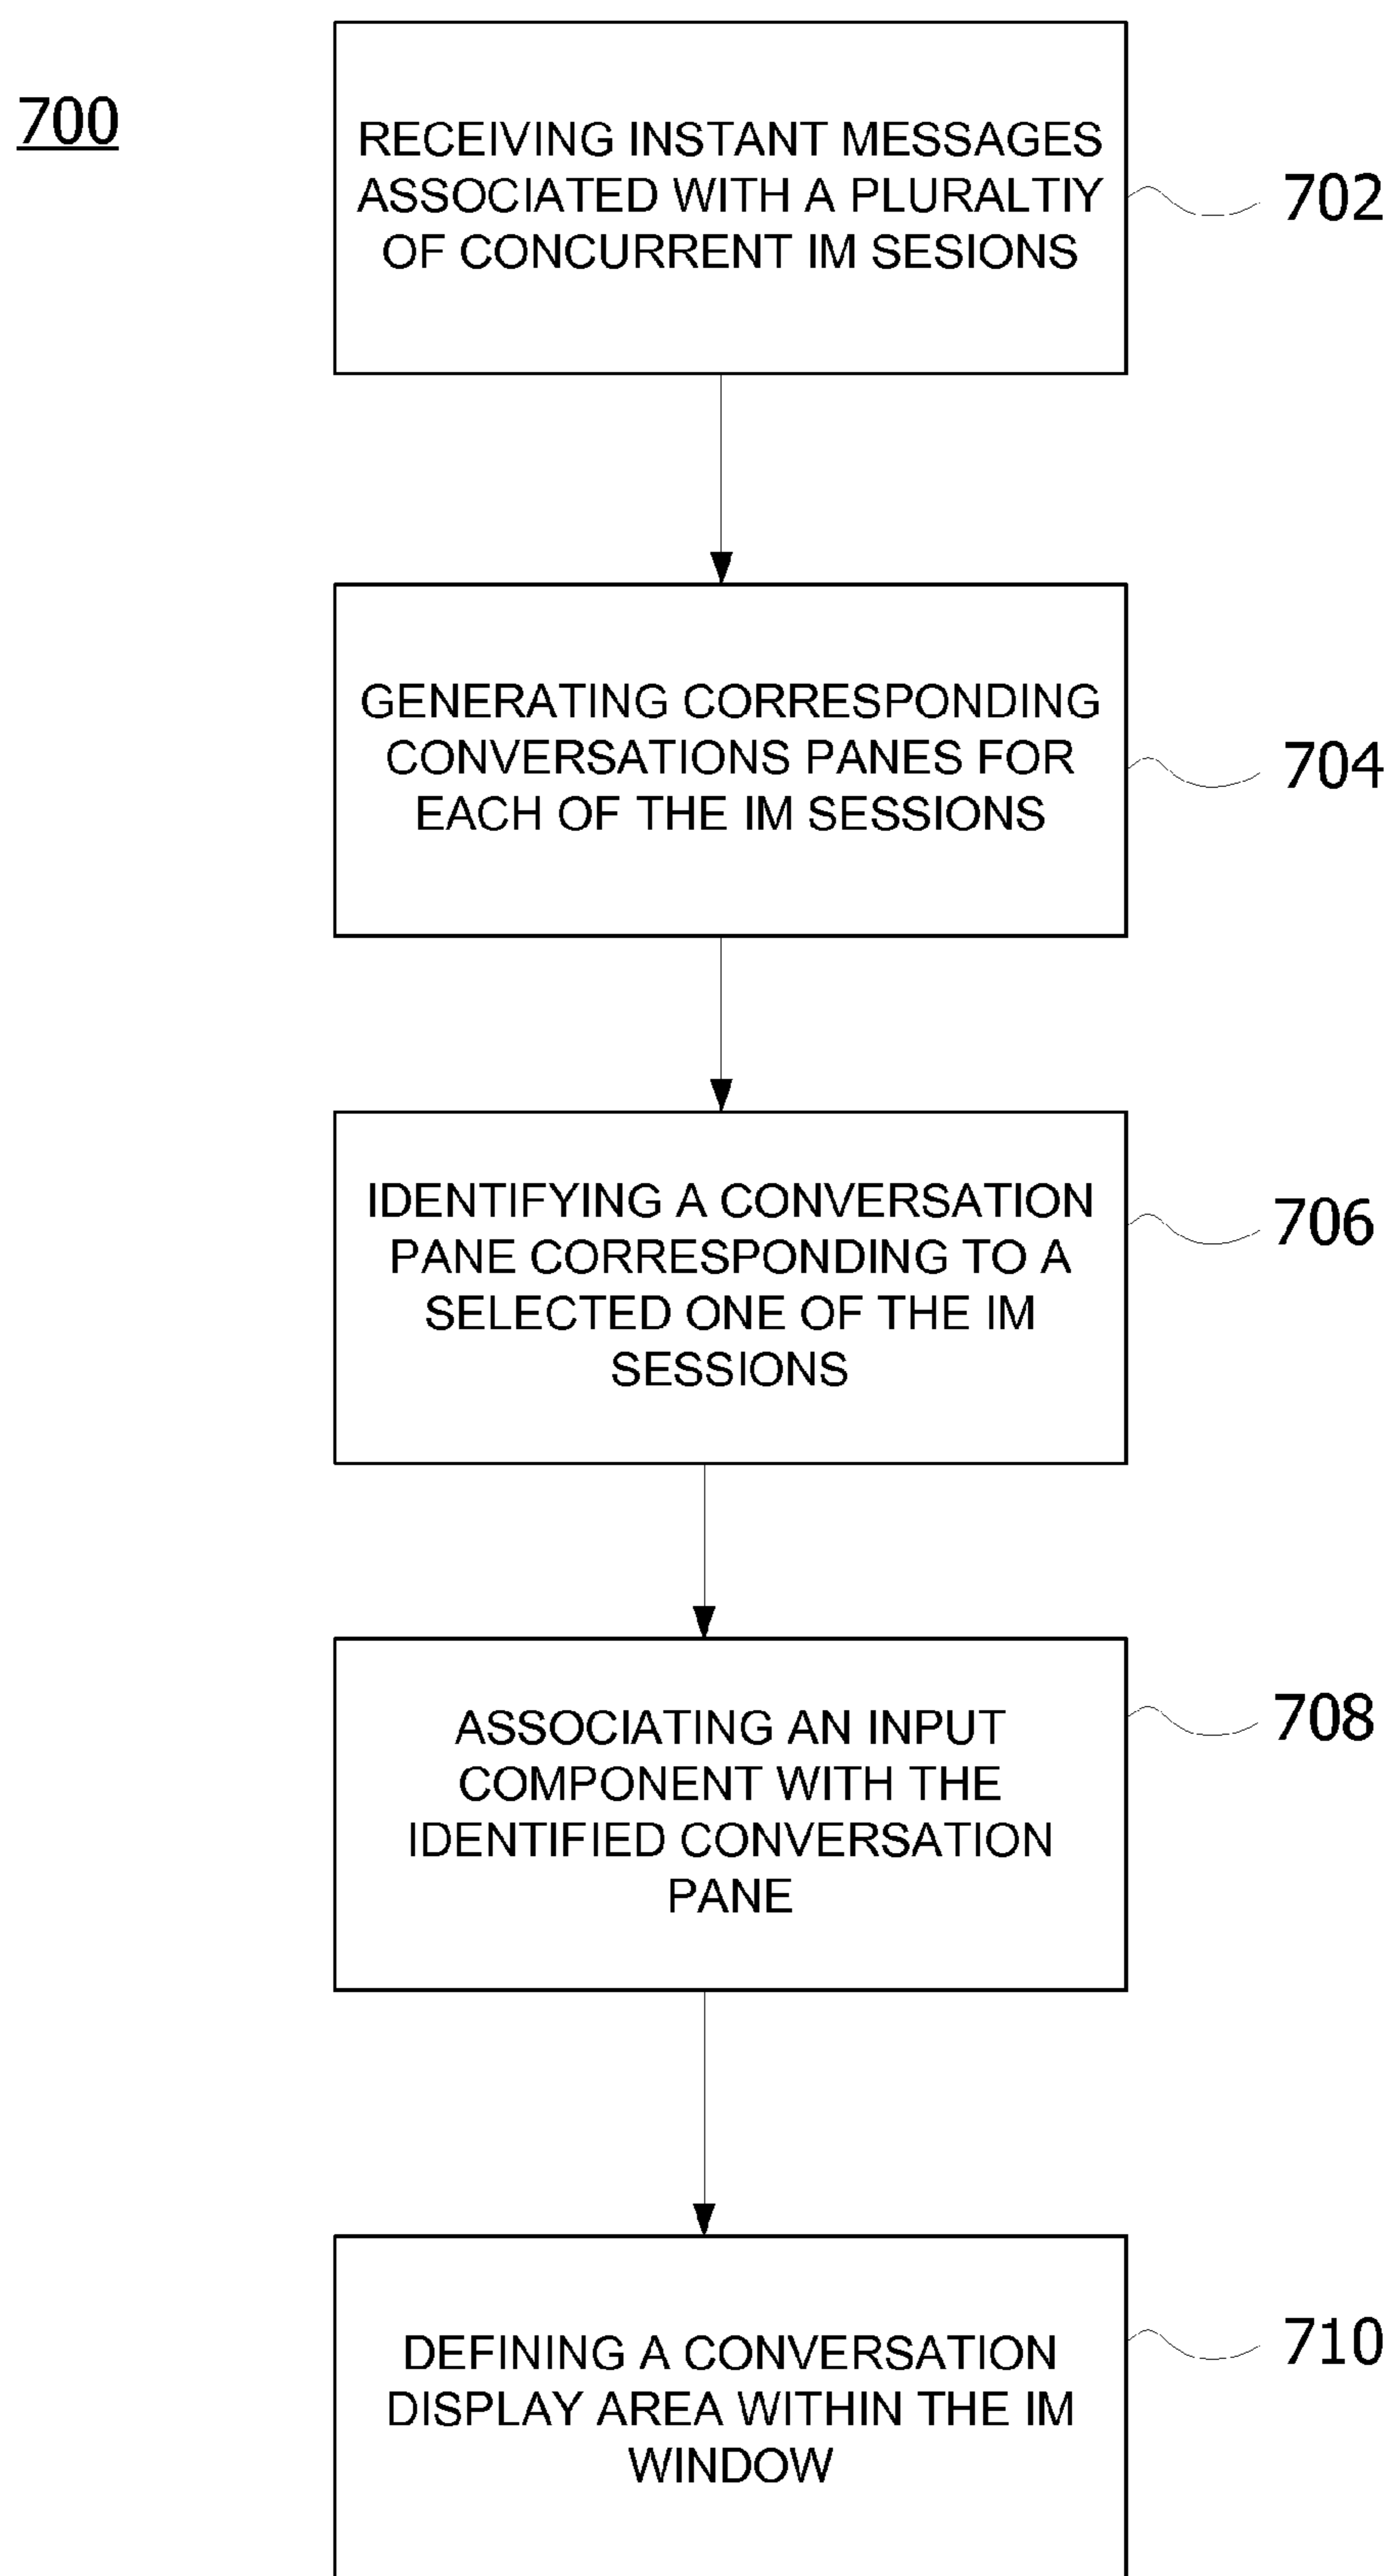 700
RECEIVING INSTANT MESSAGES
ASSOCIATED WITH A PLURALTIY
OF CONCURRENT IM SESIONS
702
GENERATING CORRESPONDING
CONVERSATIONS PANES FOR
EACH OF THE IM SESSIONS
704
IDENTIFYING A CONVERSATION
PANE CORRESPONDING TO A
SELECTED ONE OF THE IM
SESSIONS
706
ASSOCIATING AN INPUT
COMPONENT WITH THE
IDENTIFIED CONVERSATION
PANE
708
DEFINING A CONVERSATION
DISPLAY AREA WITHIN THE IM
WINDOW
710